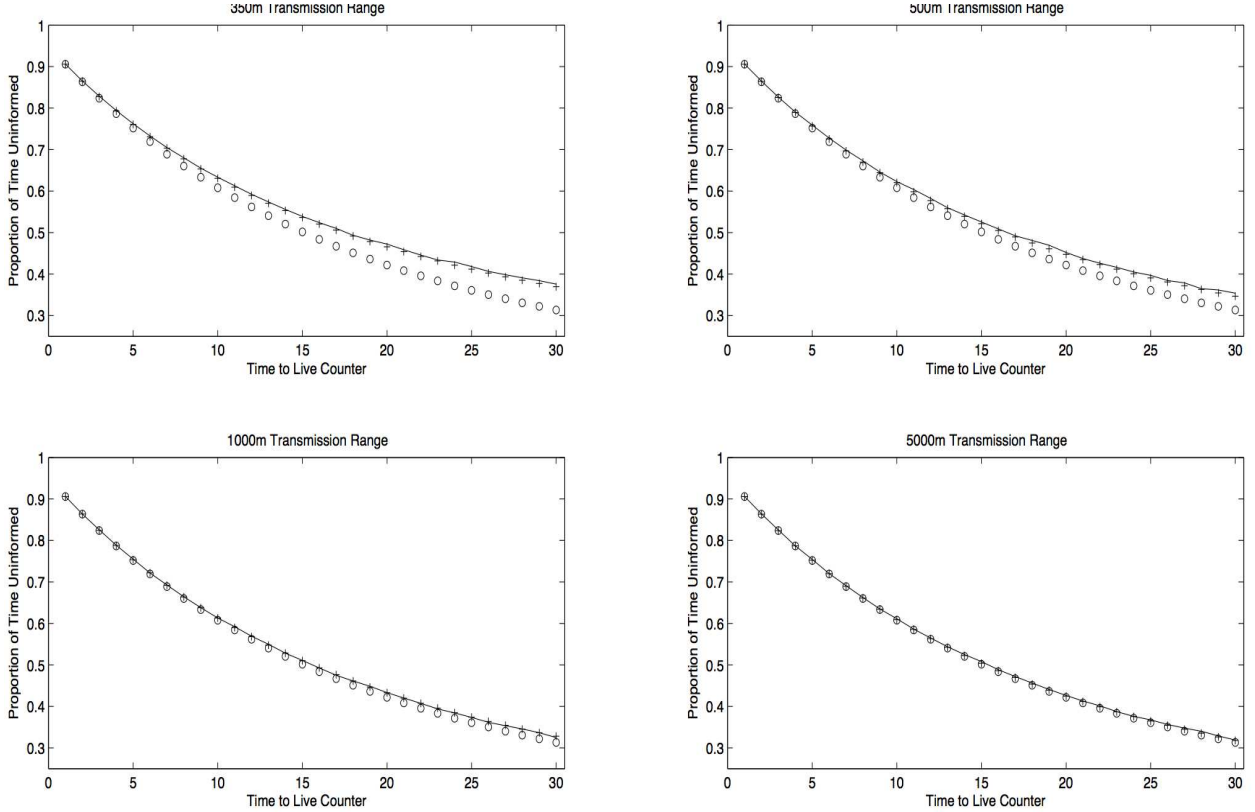 350m Transmission Range
1
0.9
0.8
0.7
0.6
0.5
0.4
0.3
Proportion of Time Uninformed
0 5 10 15 20 25 30
Time to Live Counter
500m Transmission Range
1
0.9
0.8
0.7
0.6
0.5
0.4
0.3
Proportion of Time Uninformed
0 5 10 15 20 25 30
Time to Live Counter
1000m Transmission Range
1
0.9
0.8
0.7
0.6
0.5
0.4
0.3
Proportion of Time Uninformed
0 5 10 15 20 25 30
Time to Live Counter
5000m Transmission Range
1
0.9
0.8
0.7
0.6
0.5
0.4
0.3
Proportion of Time Uninformed
0 5 10 15 20 25 30
Time to Live Counter